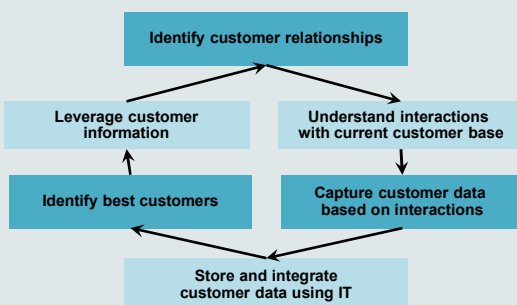 Identify customer relationships
Leverage customer
information
Understand interactions
with current customer base
Identify best customers
Capture customer data
based on interactions
Store and integrate
customer data using IT